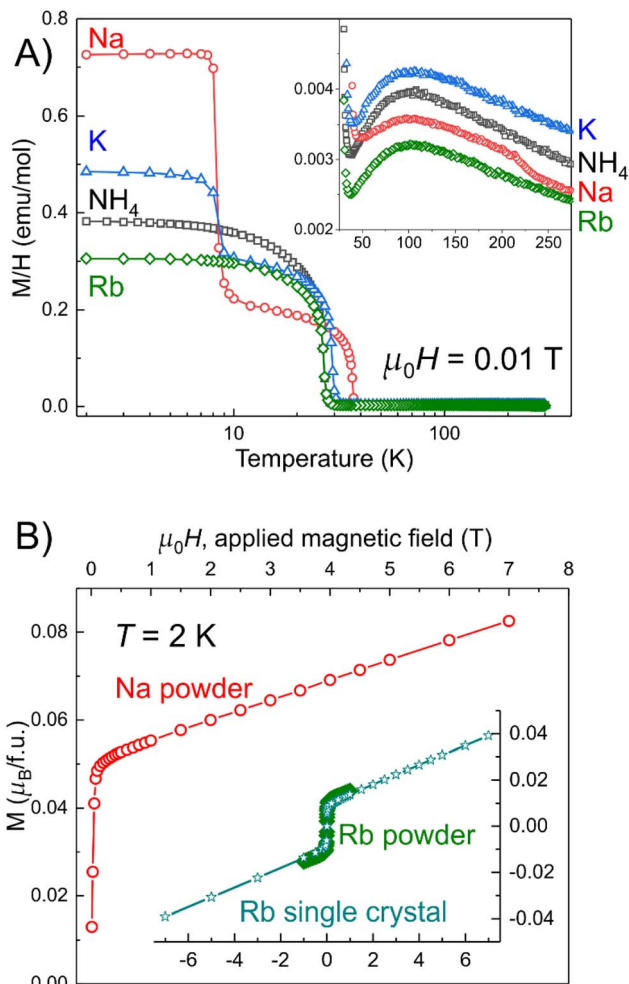 A)
0.8
0.6
0.4
0.2
0.0
M/H (emu/mol)
Na
K
NH4
Rb
0.004
0.003
0.002
50 100 150 200 250
K
NH4
Na
Rb
μ0H = 0.01 T
10 100
Temperature (K)
B)
μ0H, applied magnetic field (T)
0 1 2 3 4 5 6 7 8
T = 2 K
Na powder
0.08
0.06
0.04
0.02
0.00
M (μB/f.u.)
0.04
0.02
0.00
-0.02
-0.04
Rb powder
Rb single crystal
-6 -4 -2 0 2 4 6